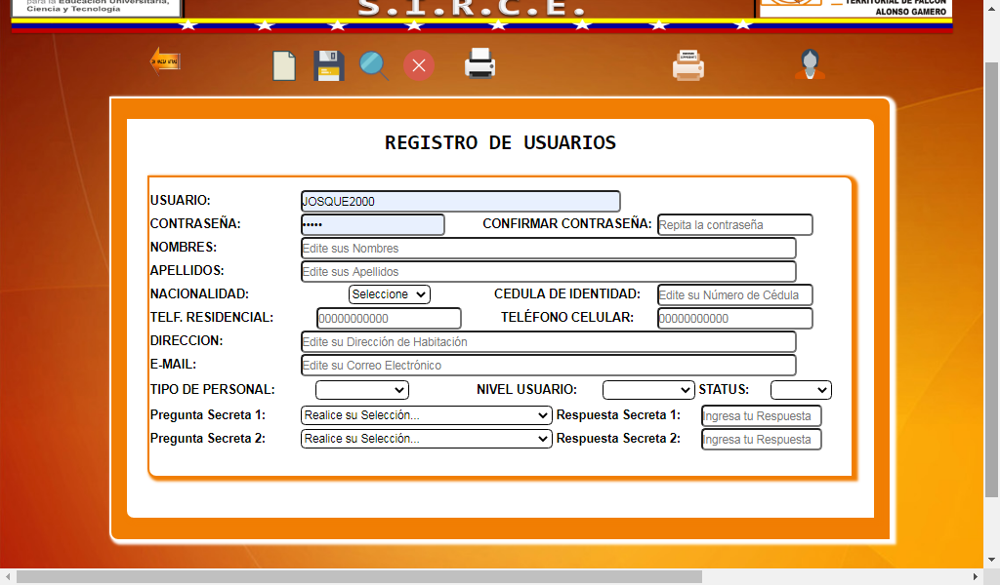 para la Educación Universitaria,
Ciencia y Tecnología
S.I.R.C.E.
TERRITORIAL DE FALCÓN
ALONSO GAMERO
REGISTRO DE USUARIOS
USUARIO: JOSQUE2000
CONTRASEÑA: ••••• CONFIRMAR CONTRASEÑA: Repita la contraseña
NOMBRES: Edite sus Nombres
APELLIDOS: Edite sus Apellidos
NACIONALIDAD: Seleccione CEDULA DE IDENTIDAD: Edite su Número de Cédula
TELF. RESIDENCIAL: 00000000000 TELÉFONO CELULAR: 00000000000
DIRECCION: Edite su Dirección de Habitación
E-MAIL: Edite su Correo Electrónico
TIPO DE PERSONAL: NIVEL USUARIO: STATUS:
Pregunta Secreta 1: Realice su Selección... Respuesta Secreta 1: Ingresa tu Respuesta
Pregunta Secreta 2: Realice su Selección... Respuesta Secreta 2: Ingresa tu Respuesta